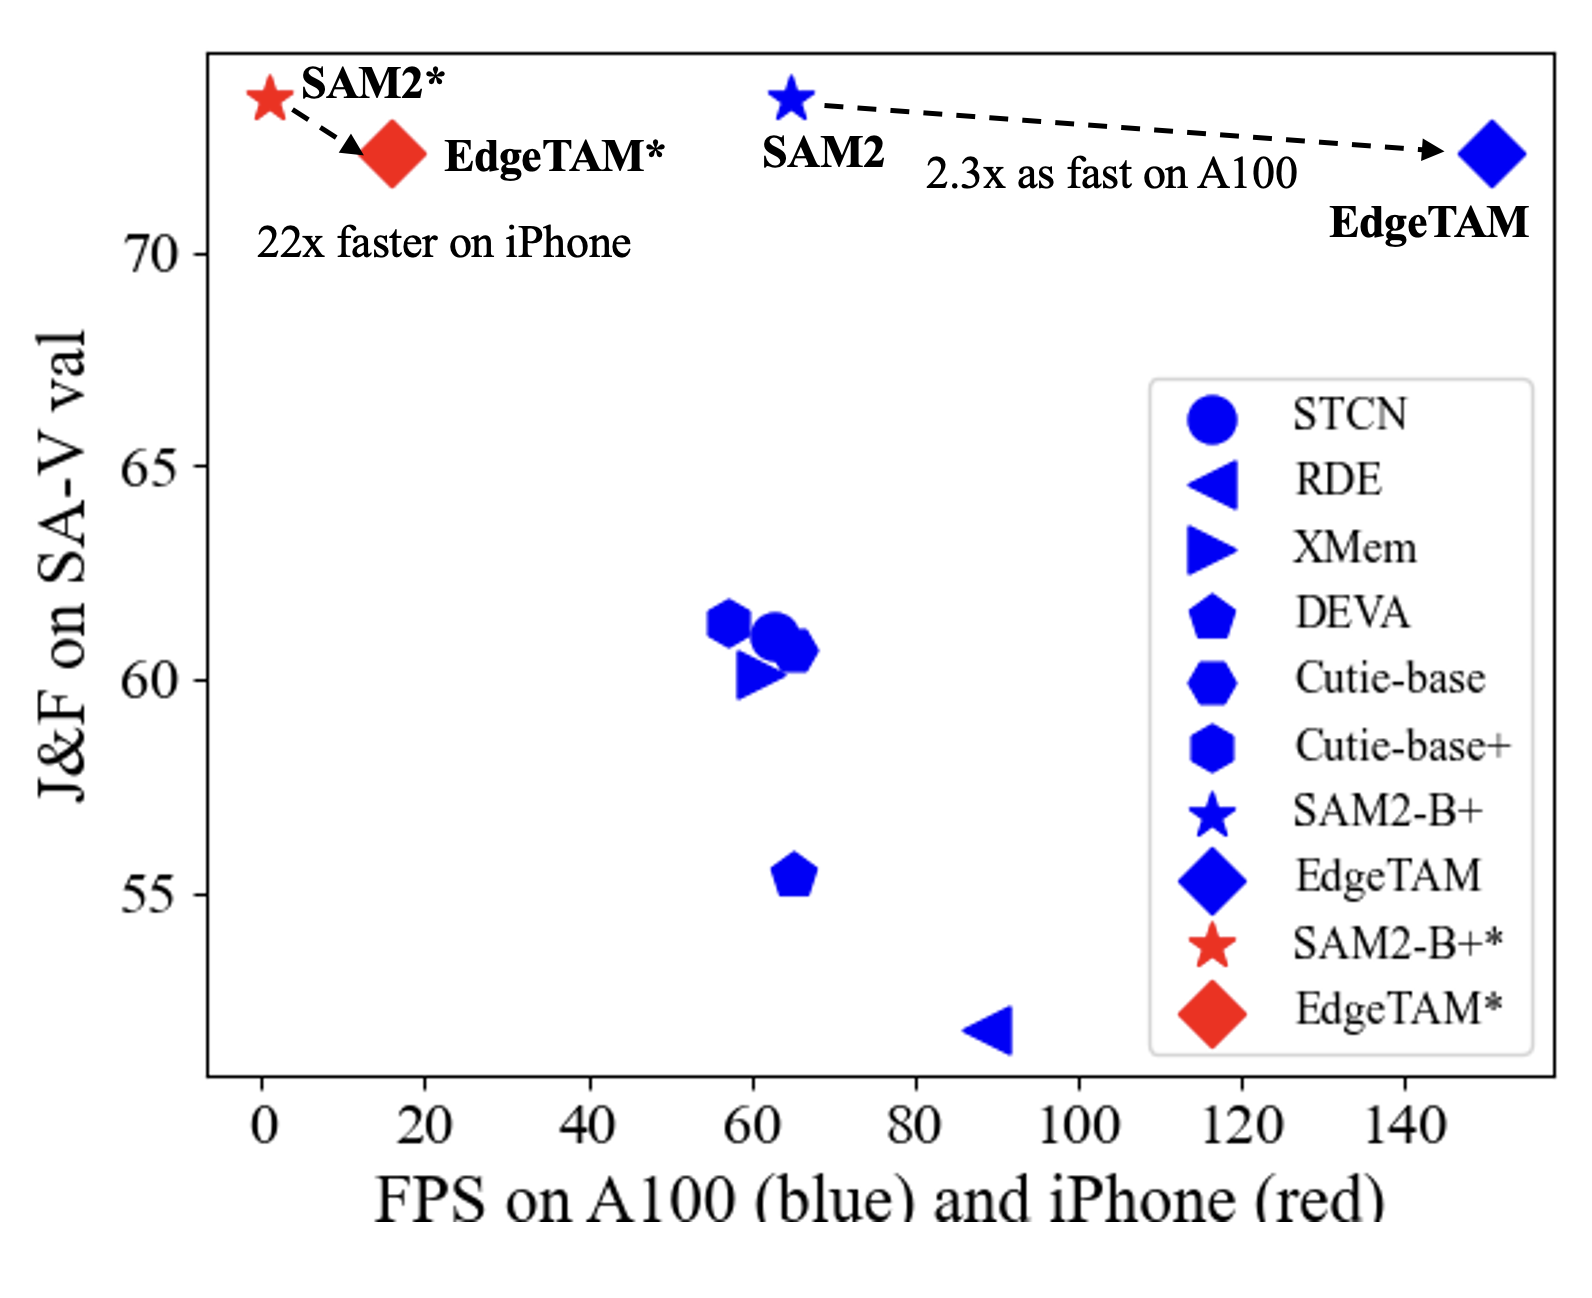 SAM2*
EdgeTAM*
22x faster on iPhone
SAM2
2.3x as fast on A100
EdgeTAM
J&F on SA-V val
70
65
60
55
STCN
RDE
XMem
DEVA
Cutie-base
Cutie-base+
SAM2-B+
EdgeTAM
SAM2-B+*
EdgeTAM*
0 20 40 60 80 100 120 140
FPS on A100 (blue) and iPhone (red)